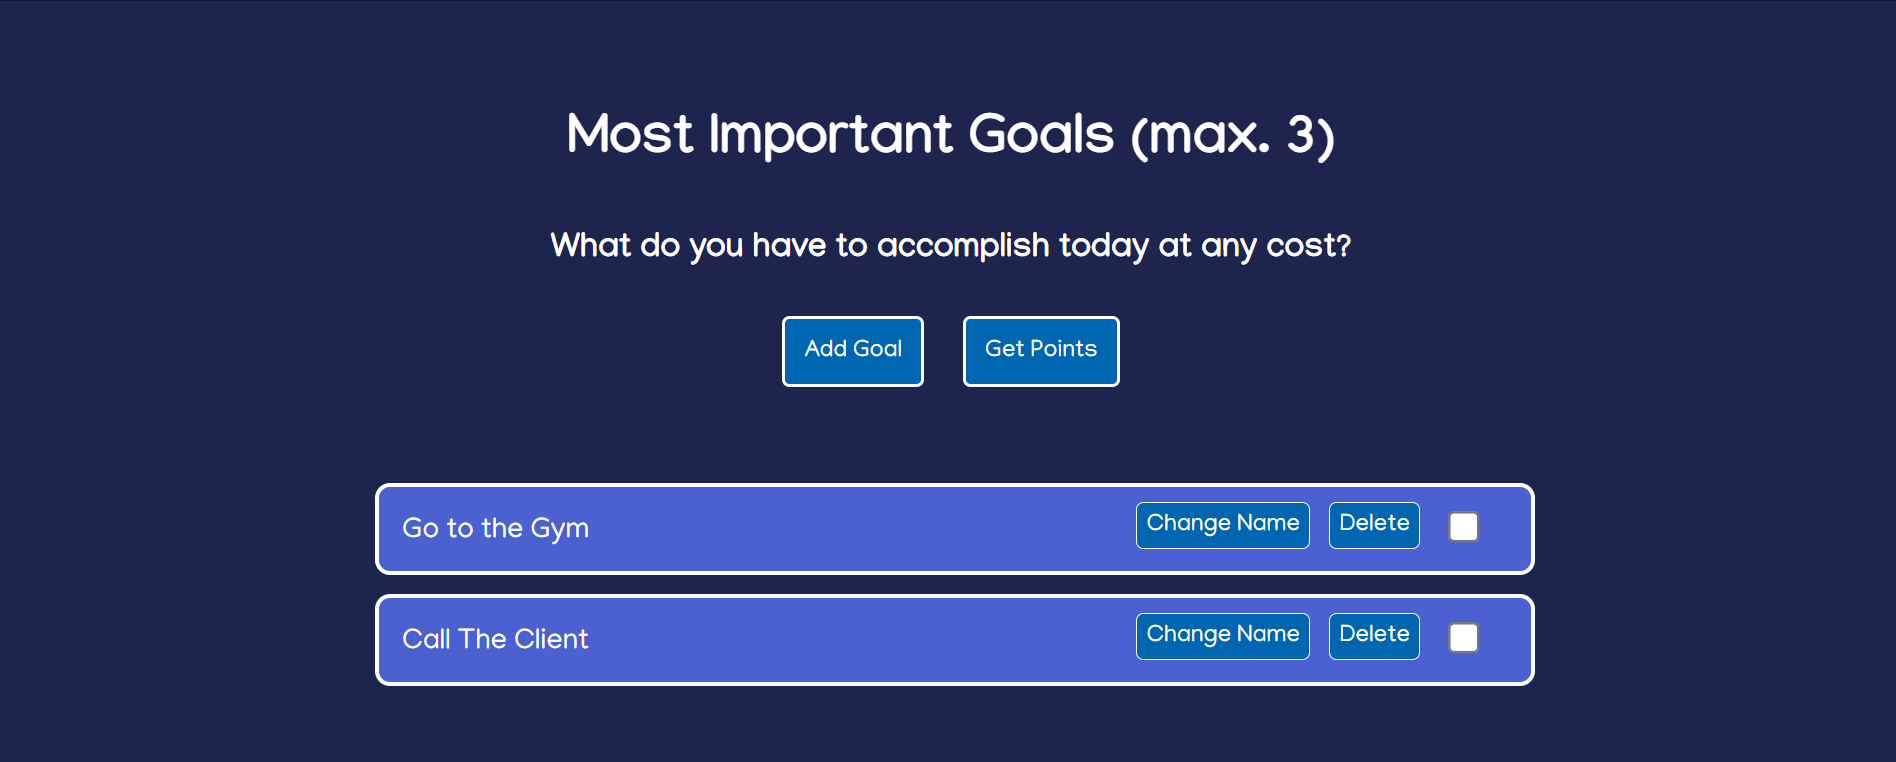 Most Important Goals (max. 3)
What do you have to accomplish today at any cost?
Add Goal Get Points
Go to the Gym Change Name Delete
Call The Client Change Name Delete